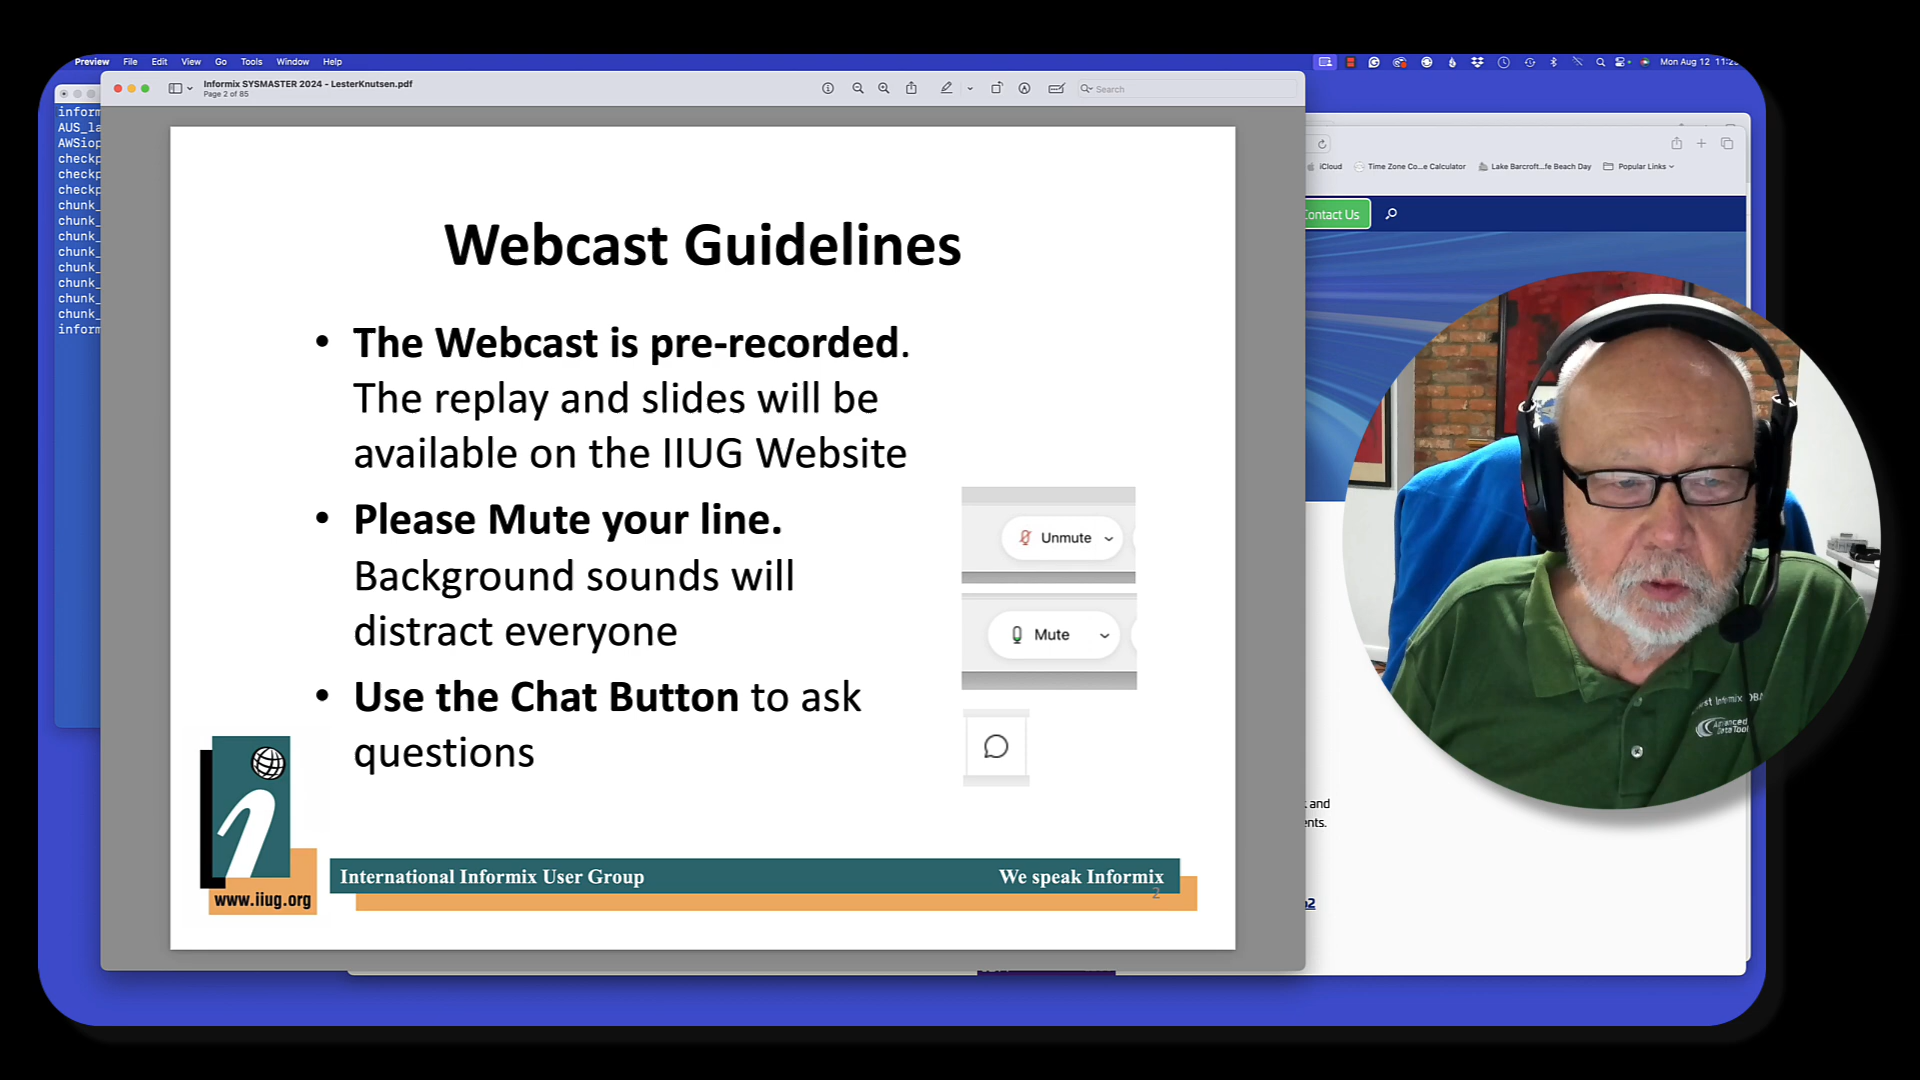 Preview File Edit View Go Tools Window Help
Mon Aug 12
Informix SYSMASTER 2024 - LesterKnutsen.pdf
Page 2 of 85
Search
inform
AUS_la
AWSiop
checkp
checkp
checkp
chunk_
chunk_
chunk_
chunk_
chunk_
chunk_
chunk_
chunk_
inform
iCloud Time Zone Co...e Calculator Lake Barcroft...fe Beach Day Popular Links
Contact Us
Webcast Guidelines
• The Webcast is pre-recorded.
The replay and slides will be
available on the IIUG Website
• Please Mute your line.
Background sounds will
distract everyone
• Use the Chat Button to ask
questions
Unmute
Mute
www.iiug.org
International Informix User Group
We speak Informix
2
and
ents.
Informix DBA
Advanced
DataTools